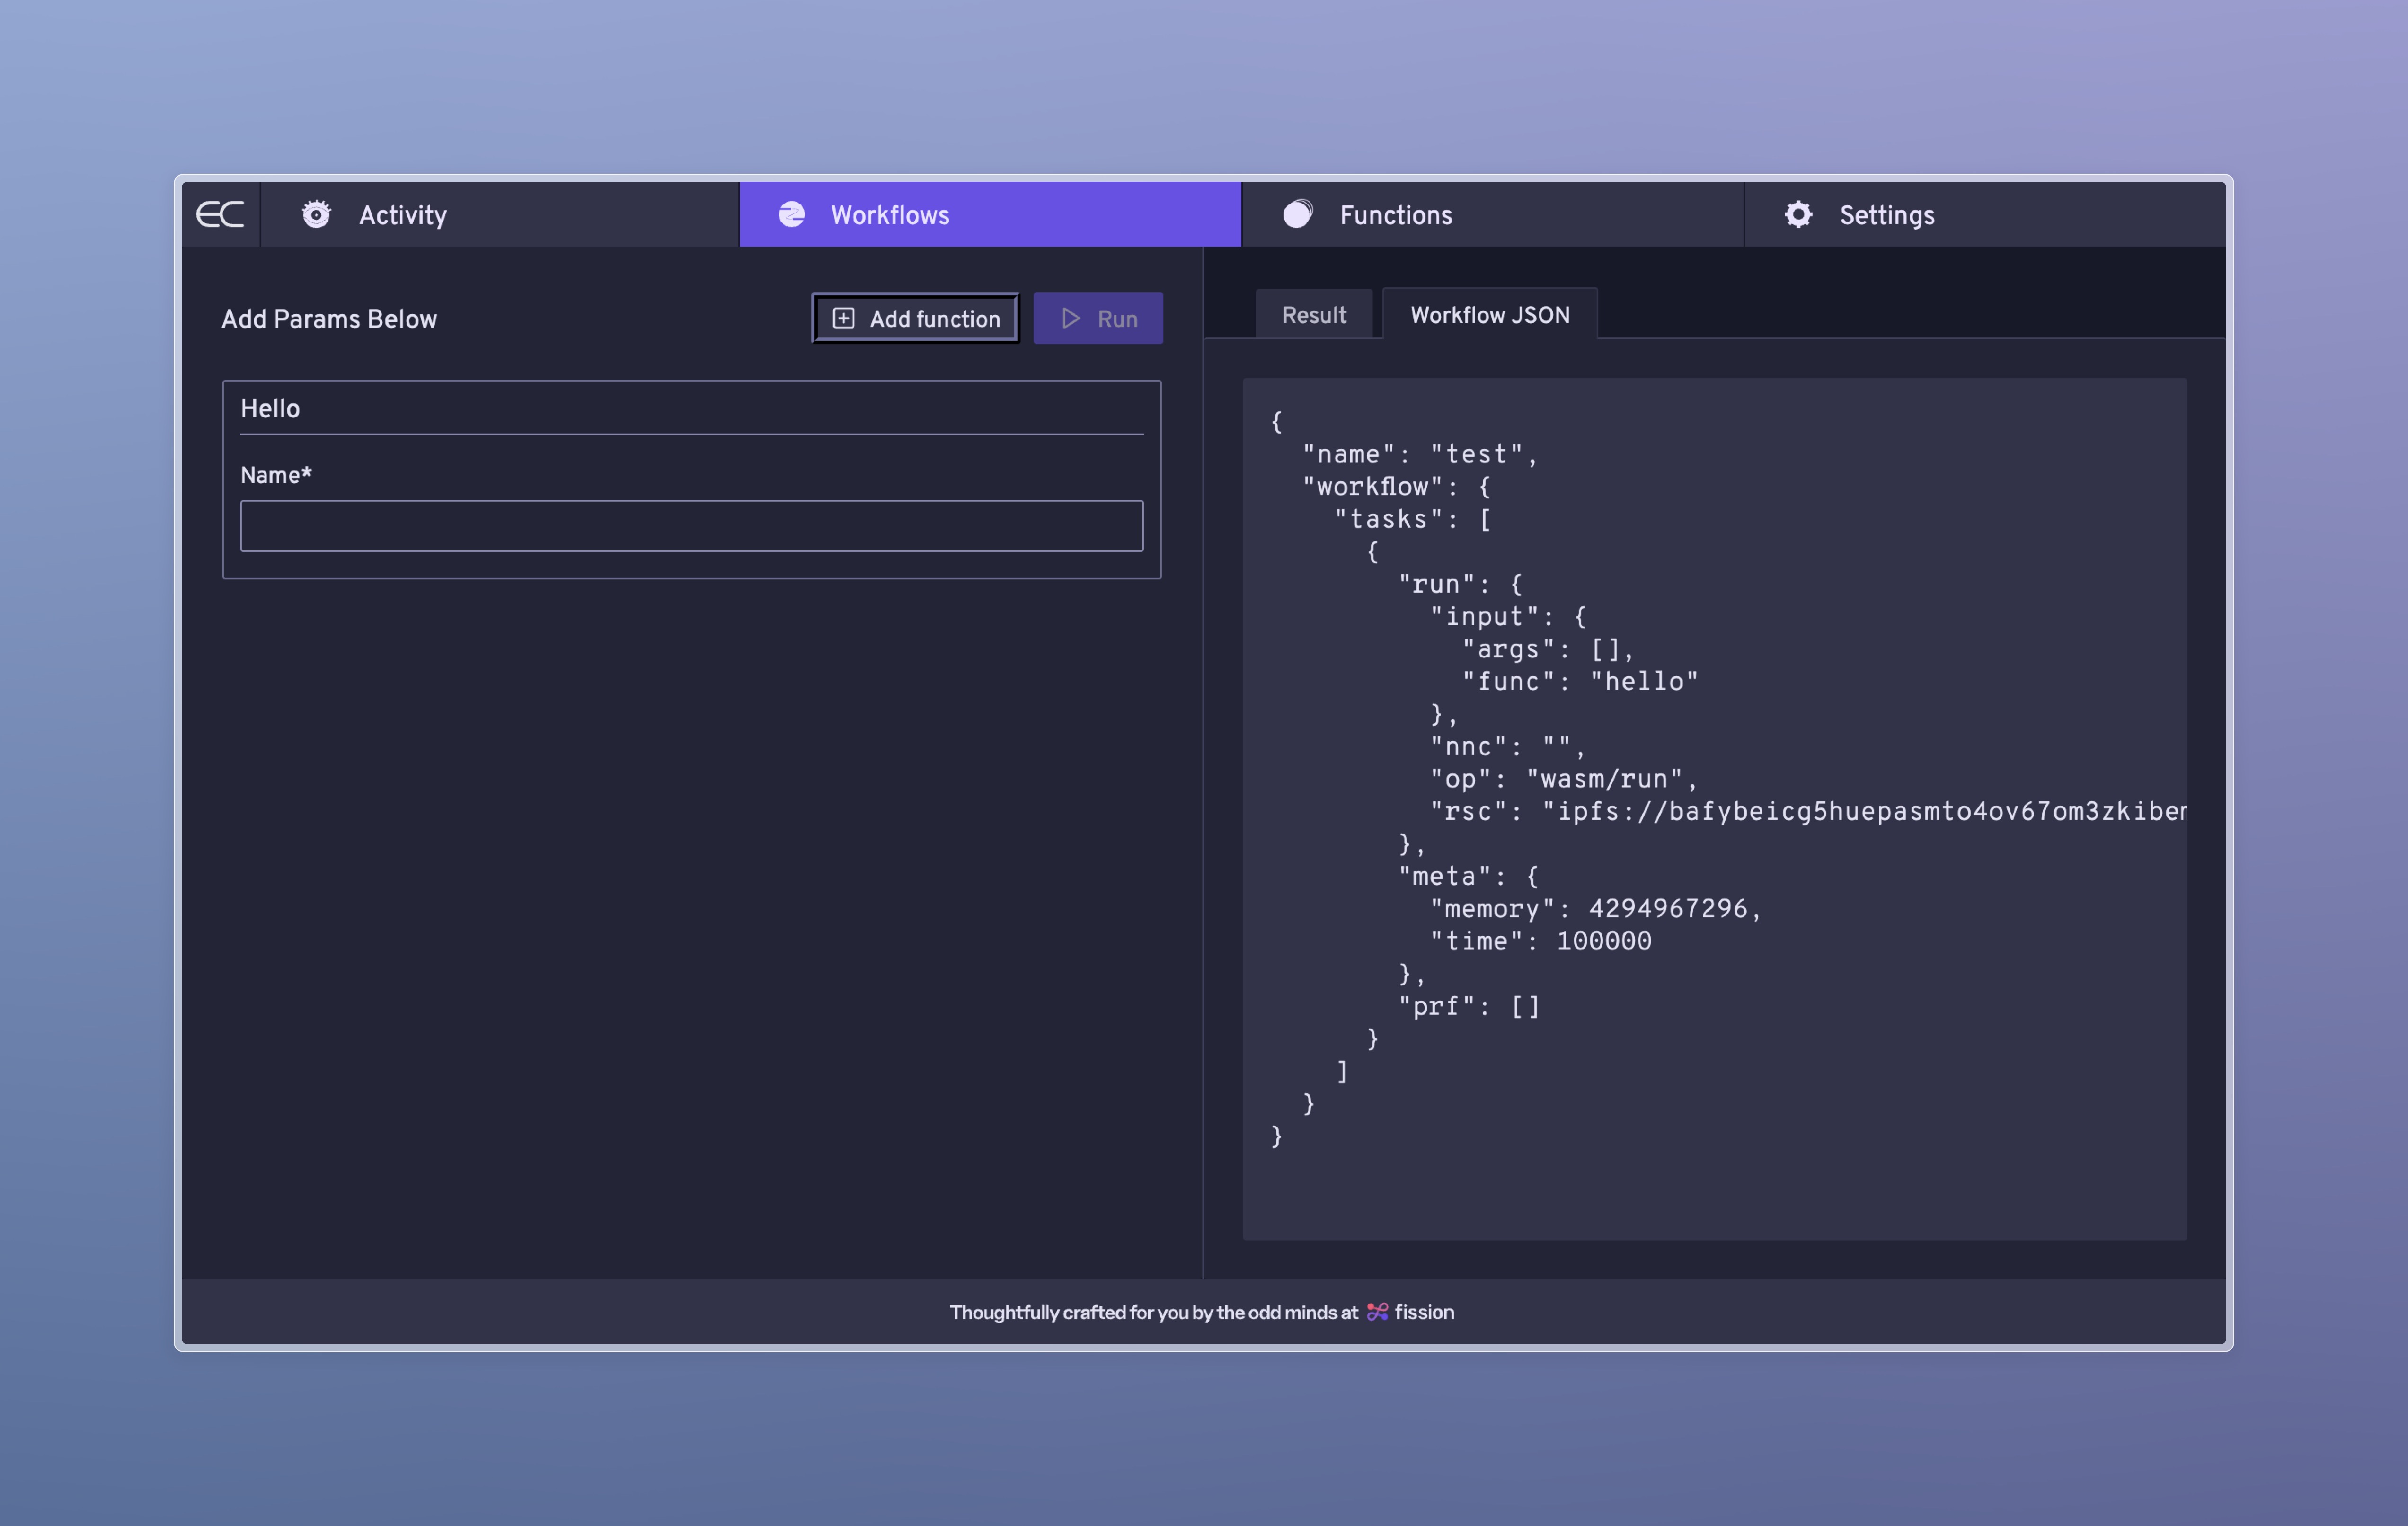 EC
Activity
Workflows
Functions
Settings
Add Params Below
Add function
Run
Hello
Name*
Result
Workflow JSON
{
  "name": "test",
  "workflow": {
    "tasks": [
      {
        "run": {
          "input": {
            "args": [],
            "func": "hello"
          },
          "nnc": "",
          "op": "wasm/run",
          "rsc": "ipfs://bafybeicg5huepasmto4ov67om3zkiben
        },
        "meta": {
          "memory": 4294967296,
          "time": 100000
        },
        "prf": []
      }
    ]
  }
}
Thoughtfully crafted for you by the odd minds at fission